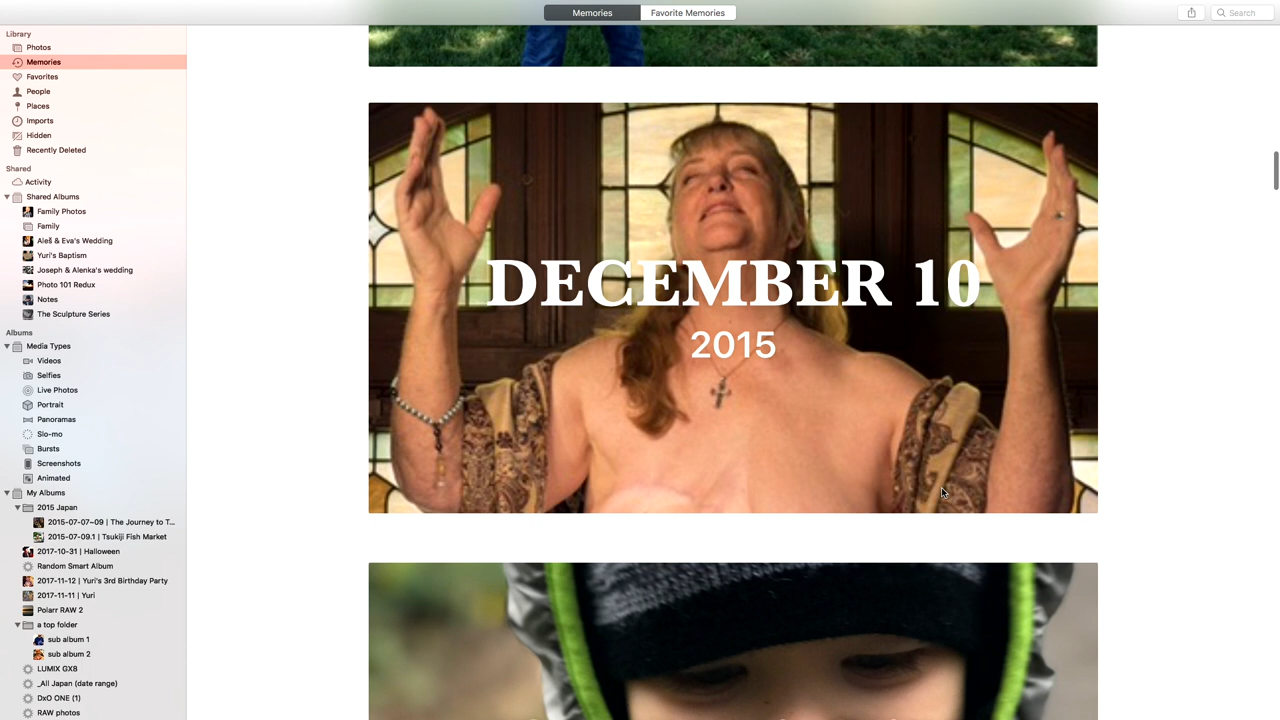 Memories
Favorite Memories
Search
Library
Photos
Memories
Favorites
People
Places
Imports
Hidden
Recently Deleted
Shared
Activity
Shared Albums
Family Photos
Family
Aleš & Eva's Wedding
Yuri's Baptism
Joseph & Alenka's wedding
Photo 101 Redux
Notes
The Sculpture Series
Albums
Media Types
Videos
Selfies
Live Photos
Portrait
Panoramas
Slo-mo
Bursts
Screenshots
Animated
My Albums
2015 Japan
2015-07-07~09 | The Journey to T...
2015-07-09.1 | Tsukiji Fish Market
2017-10-31 | Halloween
Random Smart Album
2017-11-12 | Yuri's 3rd Birthday Party
2017-11-11 | Yuri
Polarr RAW 2
a top folder
sub album 1
sub album 2
LUMIX GX8
_All Japan (date range)
DxO ONE (1)
RAW photos
DECEMBER 10
2015